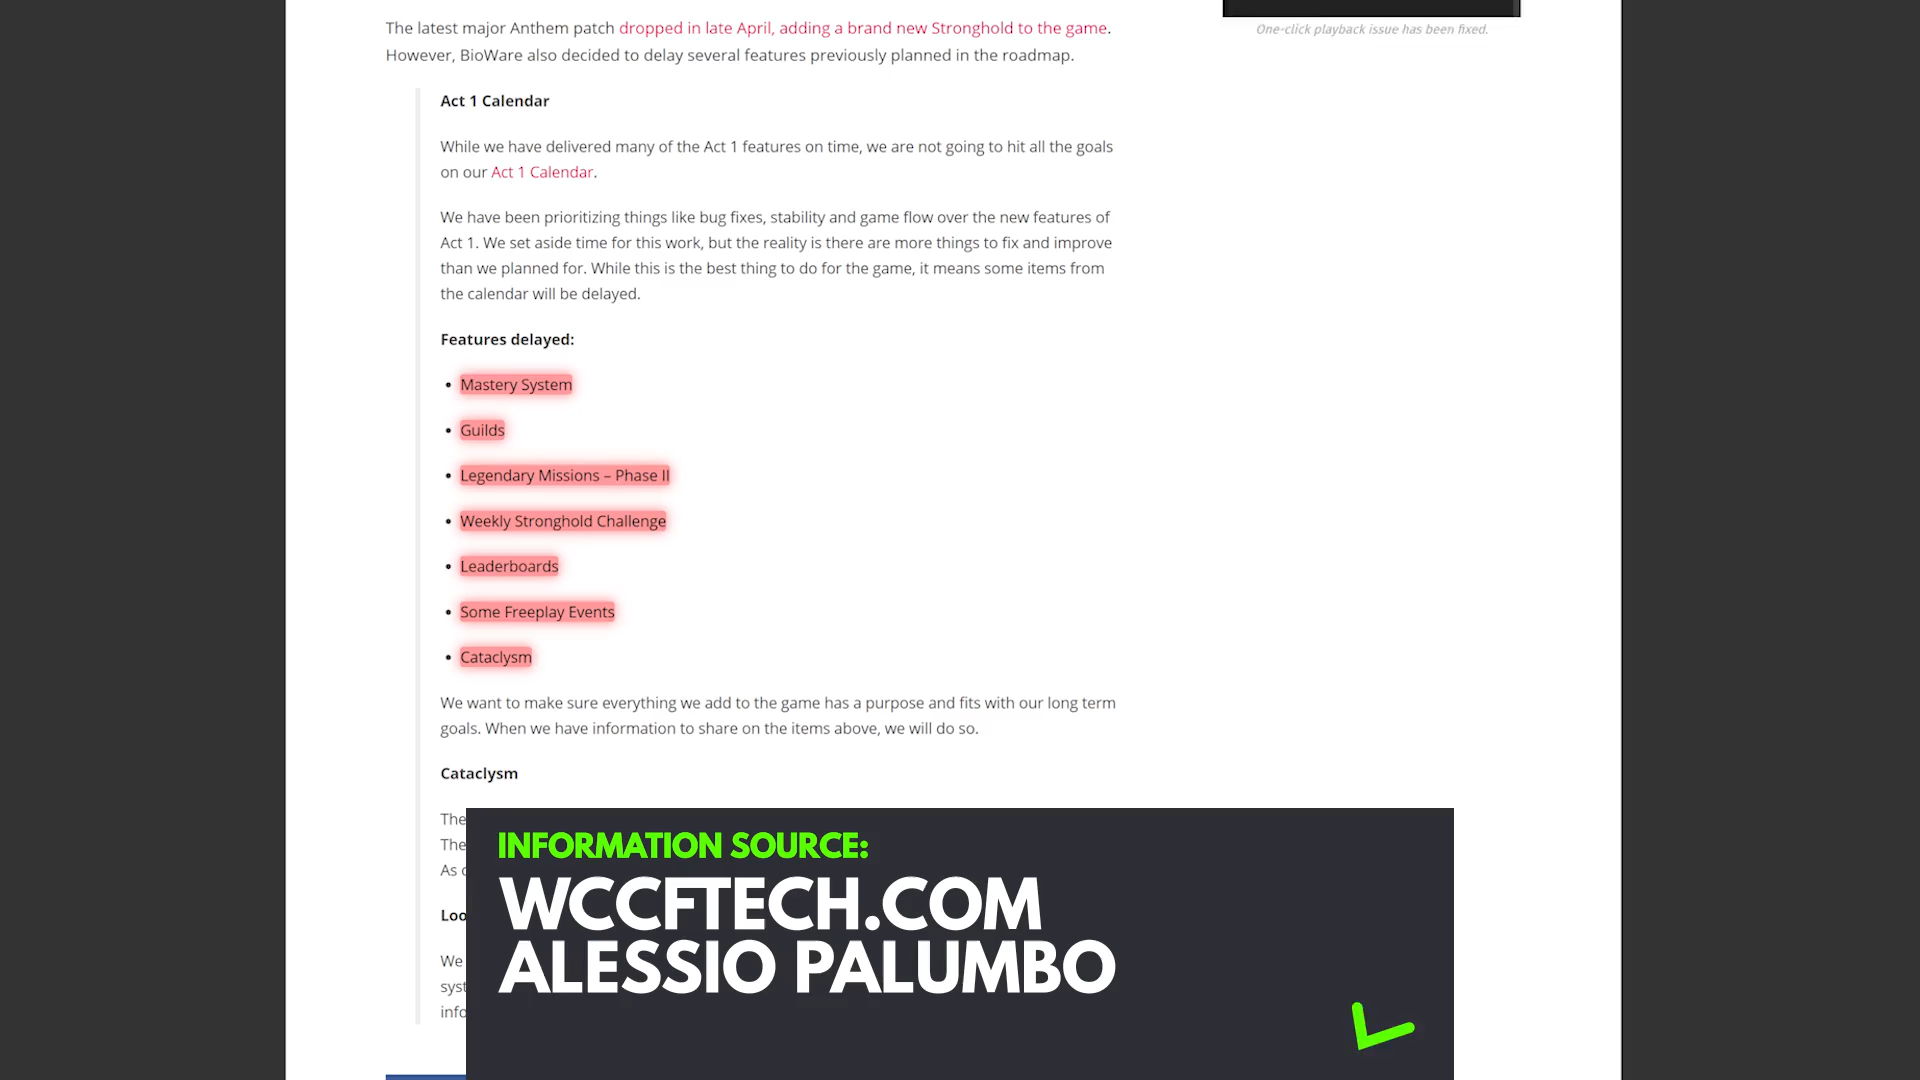 The latest major Anthem patch dropped in late April, adding a brand new Stronghold to the game.
However, BioWare also decided to delay several features previously planned in the roadmap.
One-click playback issue has been fixed.
Act 1 Calendar
While we have delivered many of the Act 1 features on time, we are not going to hit all the goals
on our Act 1 Calendar.
We have been prioritizing things like bug fixes, stability and game flow over the new features of
Act 1. We set aside time for this work, but the reality is there are more things to fix and improve
than we planned for. While this is the best thing to do for the game, it means some items from
the calendar will be delayed.
Features delayed:
• Mastery System
• Guilds
• Legendary Missions – Phase II
• Weekly Stronghold Challenge
• Leaderboards
• Some Freeplay Events
• Cataclysm
We want to make sure everything we add to the game has a purpose and fits with our long term
goals. When we have information to share on the items above, we will do so.
Cataclysm
The
The
As
We
INFORMATION SOURCE:
WCCFTECH.COM
ALESSIO PALUMBO